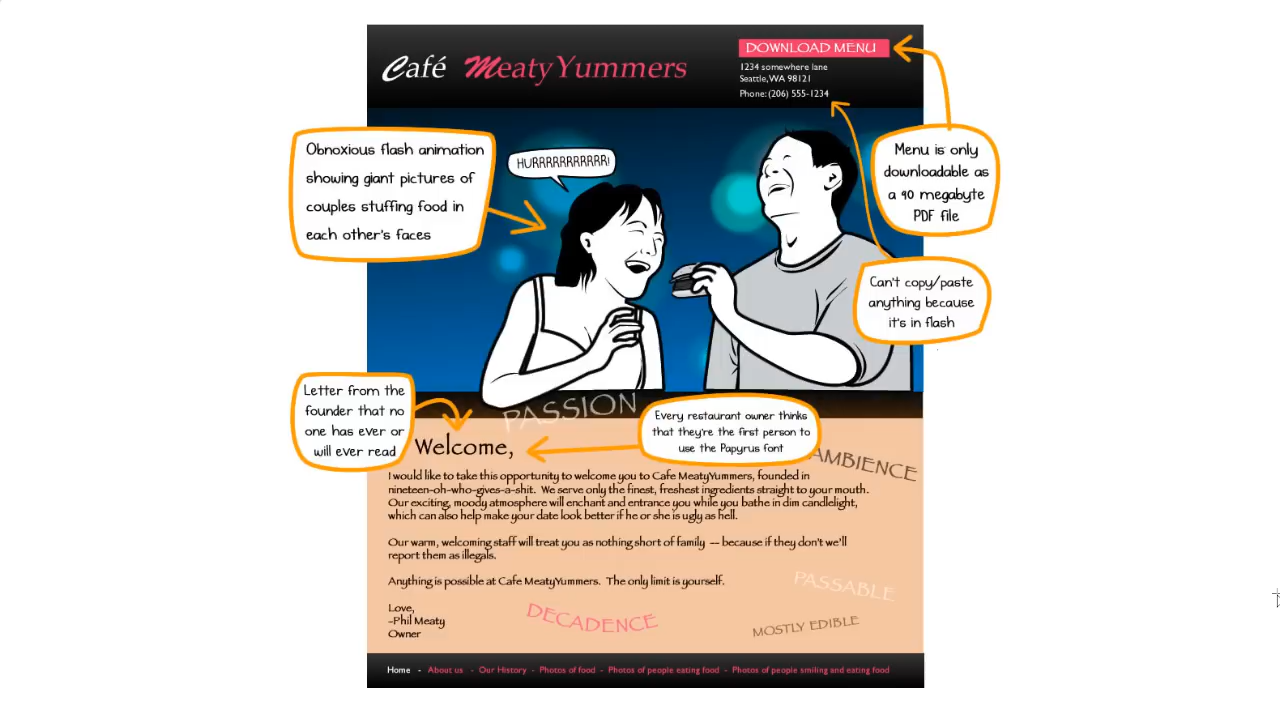 Café MeatyYummers
DOWNLOAD MENU
1234 somewhere lane
Seattle, WA 98121
Phone: (206) 555-1234
Obnoxious flash animation
showing giant pictures of
couples stuffing food in
each other's faces
HURRRRRRRRRRR!
Menu is only
downloadable as
a 90 megabyte
PDF file
Can't copy/paste
anything because
it's in flash
Letter from the
founder that no
one has ever or
will ever read
PASSION
Every restaurant owner thinks
that they're the first person to
use the Papyrus font
Welcome,
AMBIENCE
I would like to take this opportunity to welcome you to Cafe MeatyYummers, founded in
nineteen-oh-who-gives-a-shit. We serve only the finest, freshest ingredients straight to your mouth.
Our exciting, moody atmosphere will enchant and entrance you while you bathe in dim candlelight,
which can also help make your date look better if he or she is ugly as hell.
Our warm, welcoming staff will treat you as nothing short of family -- because if they don't we'll
report them as illegals.
Anything is possible at Cafe MeatyYummers. The only limit is yourself.
PASSABLE
Love,
-Phil Meaty
Owner
DECADENCE
MOSTLY EDIBLE
Home - About us - Our History - Photos of food - Photos of people eating food - Photos of people smiling and eating food